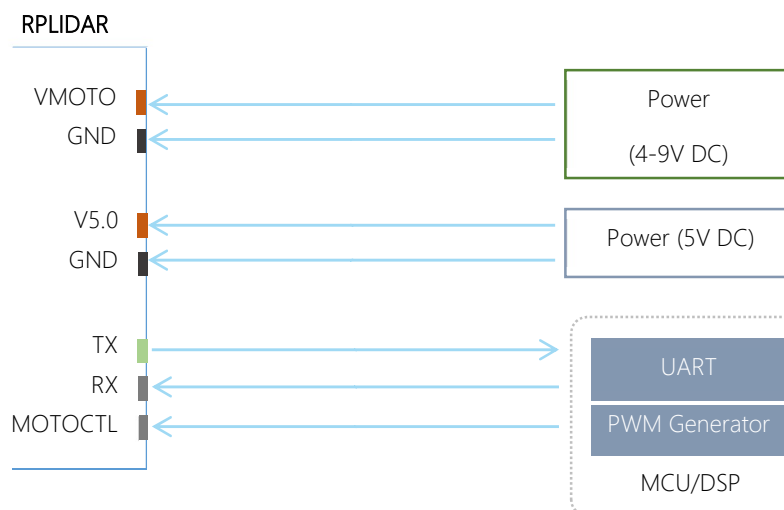 RPLIDAR
VMOTO
GND
Power
(4-9V DC)
V5.0
GND
Power (5V DC)
TX
RX
MOTOCTL
UART
PWM Generator
MCU/DSP